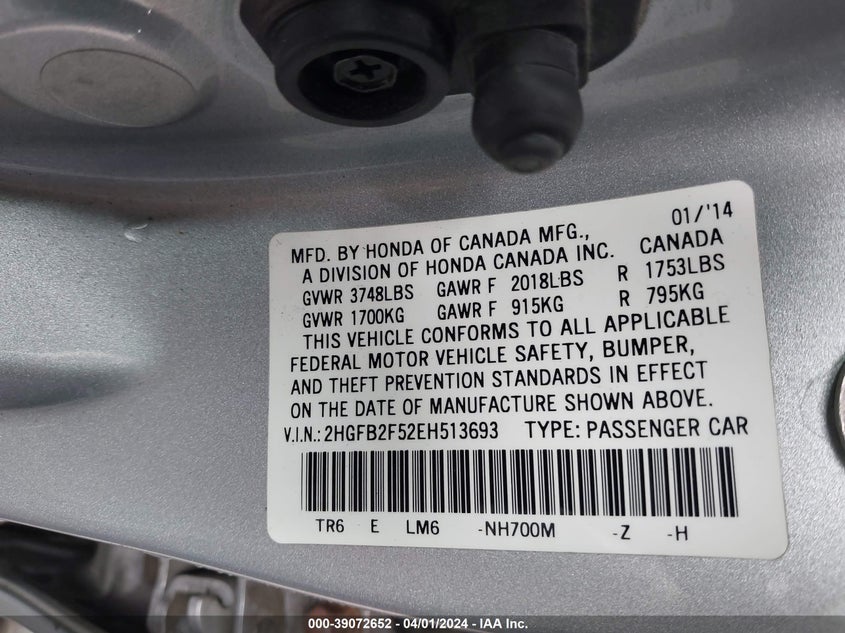 01/'14
MFD. BY HONDA OF CANADA MFG.,
A DIVISION OF HONDA CANADA INC. CANADA
GVWR 3748LBS GAWR F 2018LBS R 1753LBS
GVWR 1700KG GAWR F 915KG R 795KG
THIS VEHICLE CONFORMS TO ALL APPLICABLE
FEDERAL MOTOR VEHICLE SAFETY, BUMPER,
AND THEFT PREVENTION STANDARDS IN EFFECT
ON THE DATE OF MANUFACTURE SHOWN ABOVE.
V.I.N.: 2HGFB2F52EH513693 TYPE: PASSENGER CAR
TR6 E LM6 -NH700M -Z -H
000-39072652 - 04/01/2024 - IAA Inc.